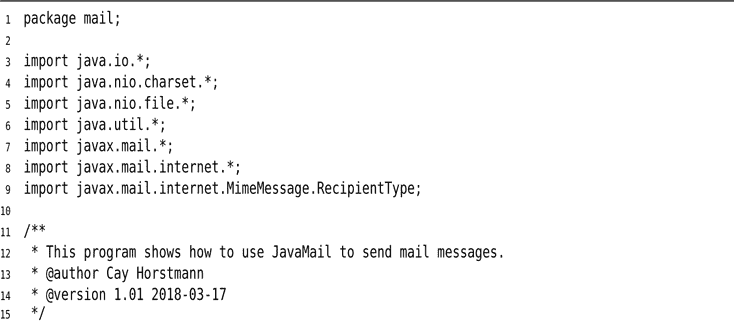 1 package mail;
2
3 import java.io.*;
4 import java.nio.charset.*;
5 import java.nio.file.*;
6 import java.util.*;
7 import javax.mail.*;
8 import javax.mail.internet.*;
9 import javax.mail.internet.MimeMessage.RecipientType;
10
11 /**
12  * This program shows how to use JavaMail to send mail messages.
13  * @author Cay Horstmann
14  * @version 1.01 2018-03-17
15  */